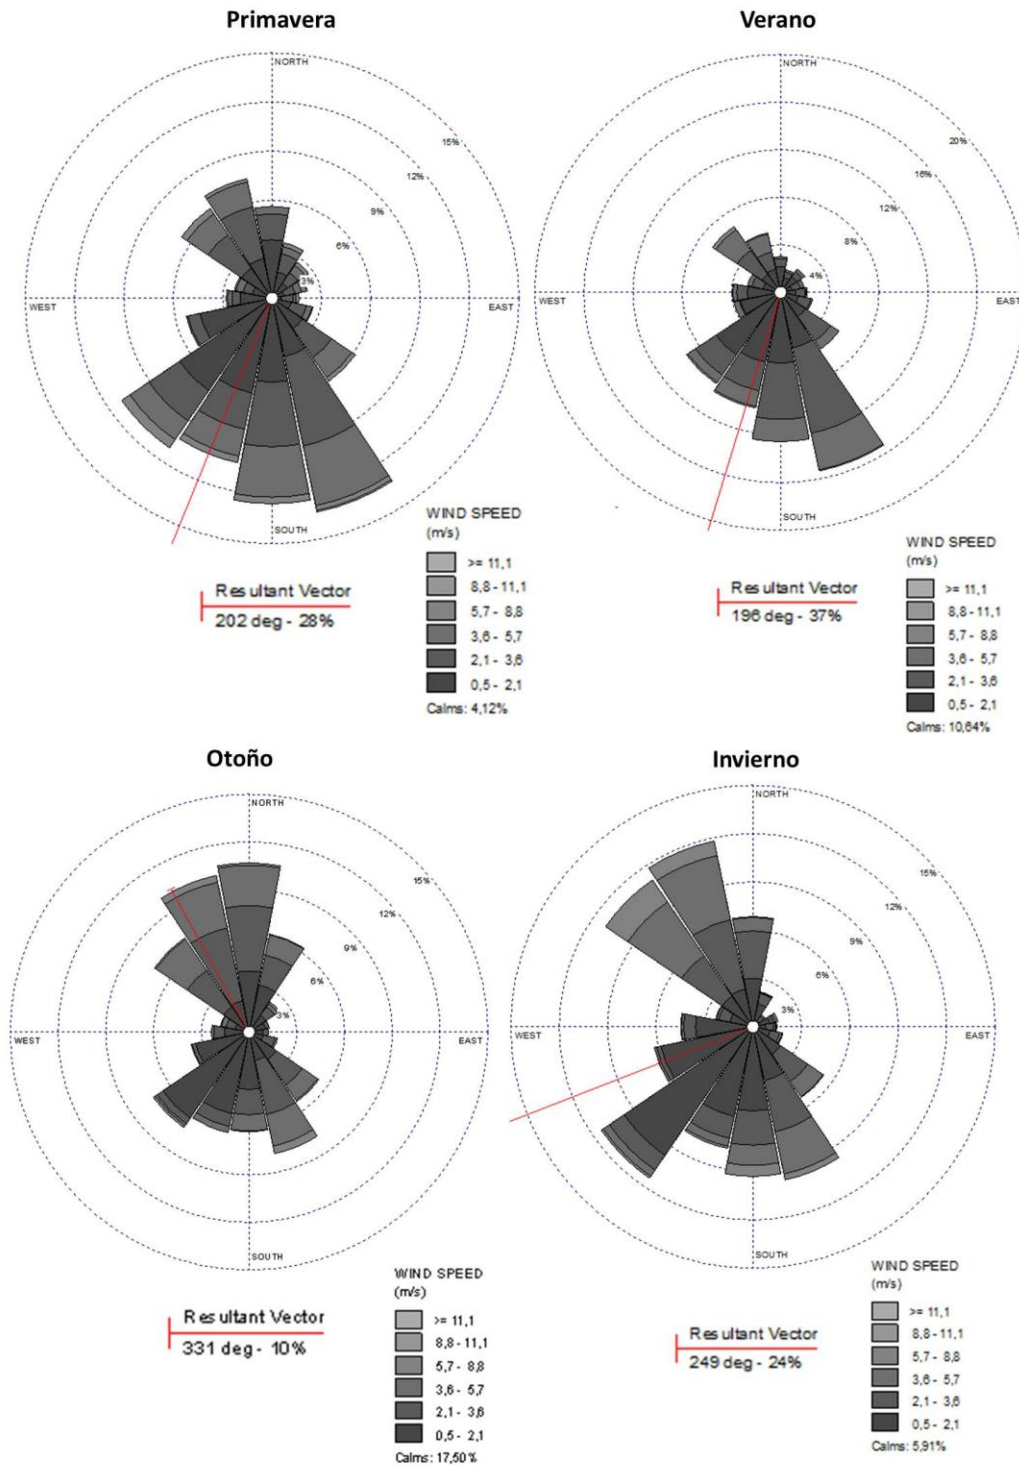 Primavera
NORTH
15%
12%
9%
6%
3%
WEST
EAST
SOUTH
WIND SPEED
(m/s)
>= 11,1
8,8 - 11,1
5,7 - 8,8
3,6 - 5,7
2,1 - 3,6
0,5 - 2,1
Calms: 4,12%
Resultant Vector
202 deg - 28%
Verano
NORTH
20%
16%
12%
8%
4%
WEST
EAST
SOUTH
WIND SPEED
(m/s)
>= 11,1
8,8 - 11,1
5,7 - 8,8
3,6 - 5,7
2,1 - 3,6
0,5 - 2,1
Calms: 10,64%
Resultant Vector
196 deg - 37%
Otoño
NORTH
15%
12%
9%
6%
3%
WEST
EAST
SOUTH
WIND SPEED
(m/s)
>= 11,1
8,8 - 11,1
5,7 - 8,8
3,6 - 5,7
2,1 - 3,6
0,5 - 2,1
Calms: 17,50%
Resultant Vector
331 deg - 10%
Invierno
NORTH
15%
12%
9%
6%
3%
WEST
EAST
SOUTH
WIND SPEED
(m/s)
>= 11,1
8,8 - 11,1
5,7 - 8,8
3,6 - 5,7
2,1 - 3,6
0,5 - 2,1
Calms: 5,91%
Resultant Vector
249 deg - 24%